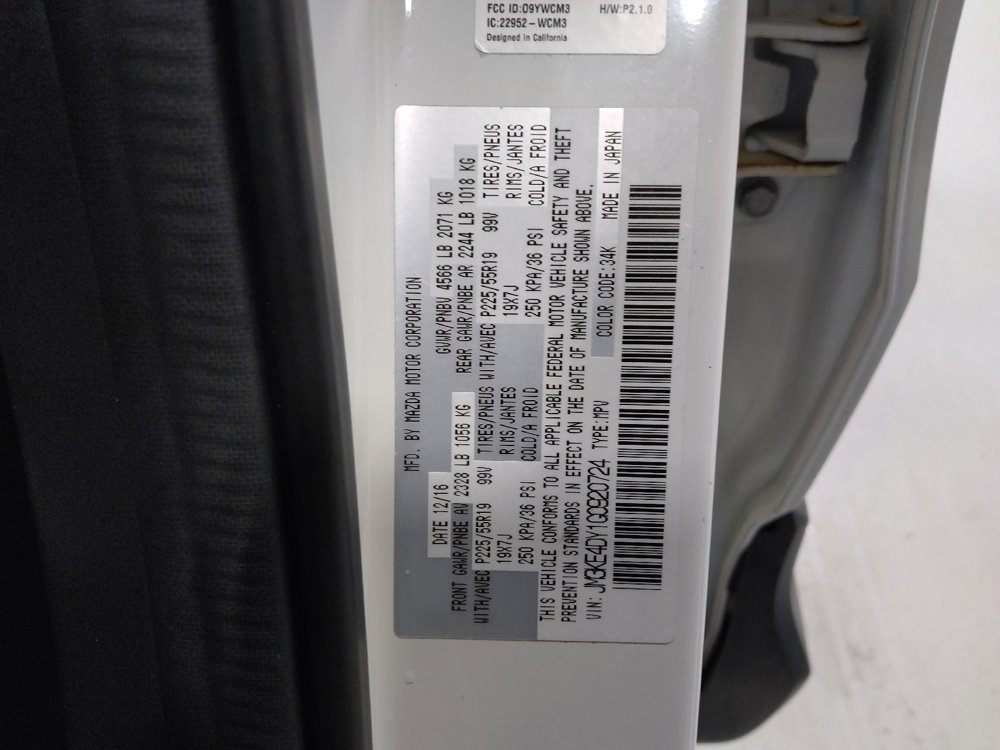 FCC ID:O9YWCM3 H/W:P2.1.0
IC:22952-WCM3
Designed in California
MFD. BY MAZDA MOTOR CORPORATION
DATE 12/16 GVWR/PNBV 4566 LB 2071 KG
FRONT GAWR/PNBE AV 2328 LB 1056 KG REAR GAWR/PNBE AR 2244 LB 1018 KG
WITH/AVEC P225/55R19 99V TIRES/PNEUS WITH/AVEC P225/55R19 99V TIRES/PNEUS
19X7J RIMS/JANTES 19X7J RIMS/JANTES
250 KPA/36 PSI COLD/A FROID 250 KPA/36 PSI COLD/A FROID
THIS VEHICLE CONFORMS TO ALL APPLICABLE FEDERAL MOTOR VEHICLE SAFETY AND THEFT
PREVENTION STANDARDS IN EFFECT ON THE DATE OF MANUFACTURE SHOWN ABOVE.
VIN: JM3KE4DY1G0920724 TYPE:MPV COLOR CODE:34K MADE IN JAPAN